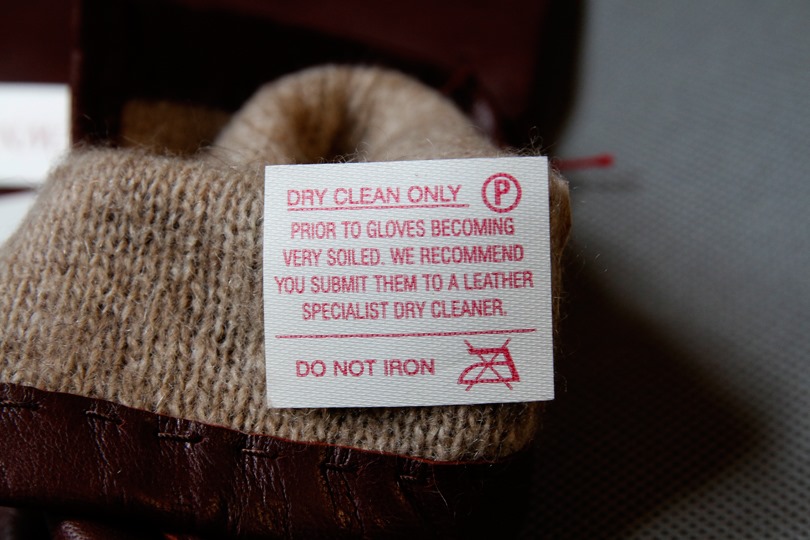 DRY CLEAN ONLY P
PRIOR TO GLOVES BECOMING
VERY SOILED. WE RECOMMEND
YOU SUBMIT THEM TO A LEATHER
SPECIALIST DRY CLEANER.
DO NOT IRON